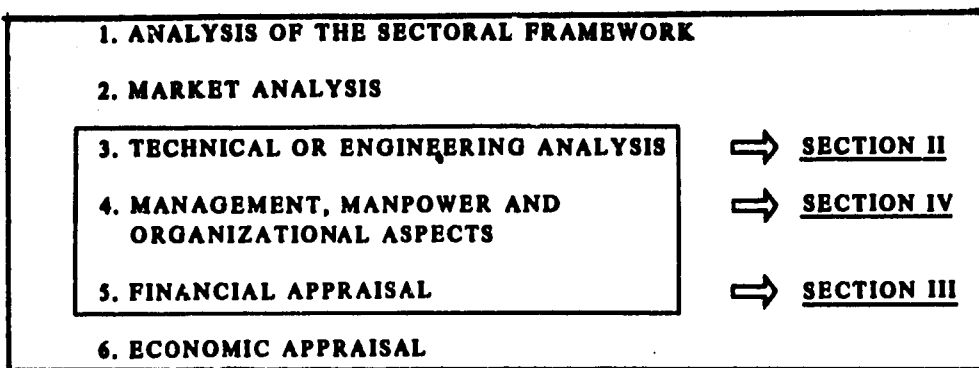 1. ANALYSIS OF THE SECTORAL FRAMEWORK
2. MARKET ANALYSIS
3. TECHNICAL OR ENGINEERING ANALYSIS ⇨ SECTION II
4. MANAGEMENT, MANPOWER AND ⇨ SECTION IV
ORGANIZATIONAL ASPECTS
5. FINANCIAL APPRAISAL ⇨ SECTION III
6. ECONOMIC APPRAISAL